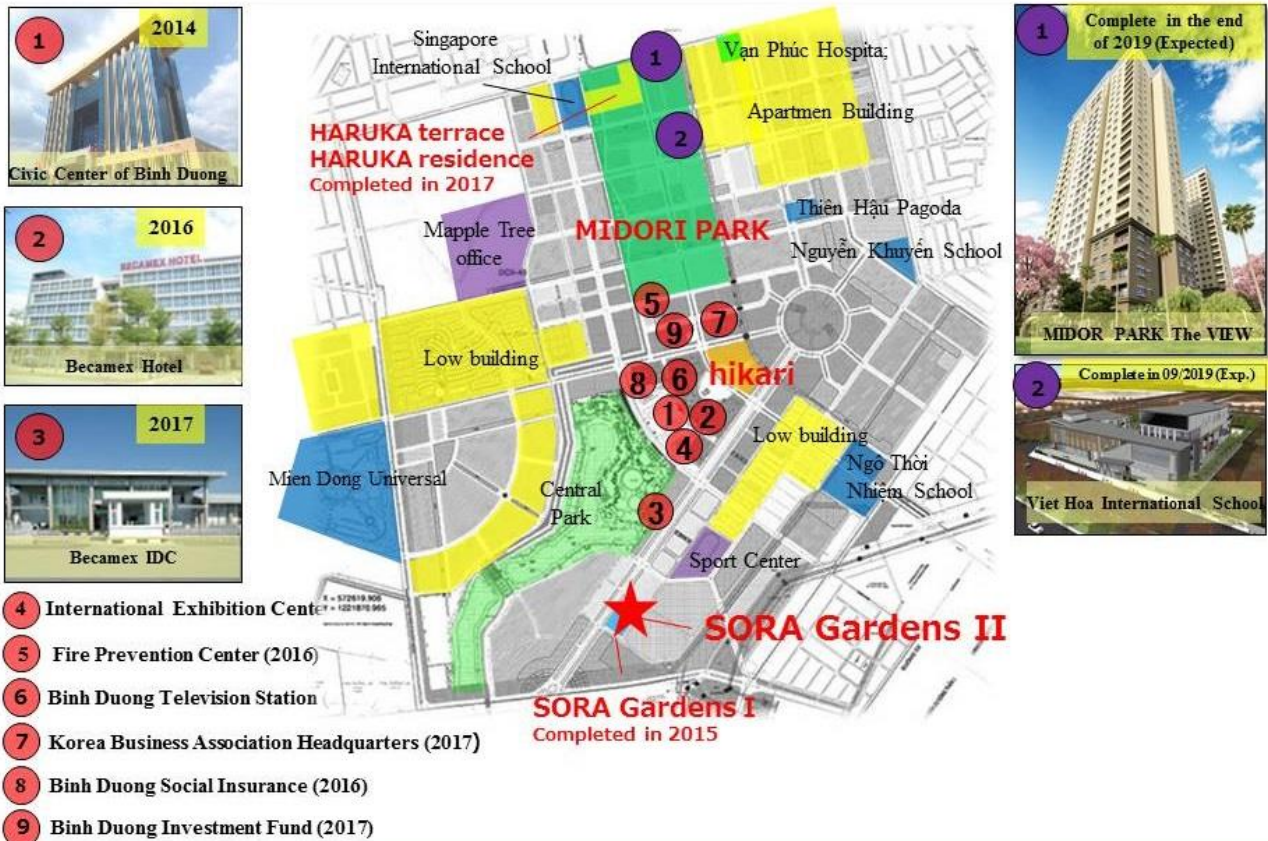 1
2014
Civic Center of Binh Duong
2
2016
BECAMEX HOTEL
Becamex Hotel
3
2017
Becamex IDC
4 International Exhibition Cente
5 Fire Prevention Center (2016)
6 Binh Duong Television Station
7 Korea Business Association Headquarters (2017)
8 Binh Duong Social Insurance (2016)
9 Binh Duong Investment Fund (2017)
Singapore
International School
1
Vạn Phúc Hospita;
2
Apartmen Building
HARUKA terrace
HARUKA residence
Completed in 2017
Mapple Tree
office
MIDORI PARK
Thiên Hậu Pagoda
Nguyễn Khuyến School
5
9
7
Low building
8
6
hikari
1
2
4
Low building
Mien Dong Universal
Central
Park
3
Ngô Thời
Nhiệm School
Sport Center
X = 572619.906
Y = 1221870.965
SORA Gardens II
SORA Gardens I
Completed in 2015
1
Complete in the end
of 2019 (Expected)
MIDOR PARK The VIEW
2
Complete in 09/2019 (Exp.)
Viet Hoa International School